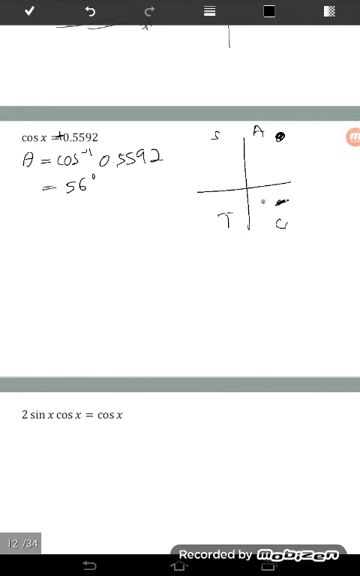 cos x = +0.5592
A = cos⁻¹ 0.5592
= 56°
S A
T C
2 sin x cos x = cos x
12 /34
Recorded by mobizen